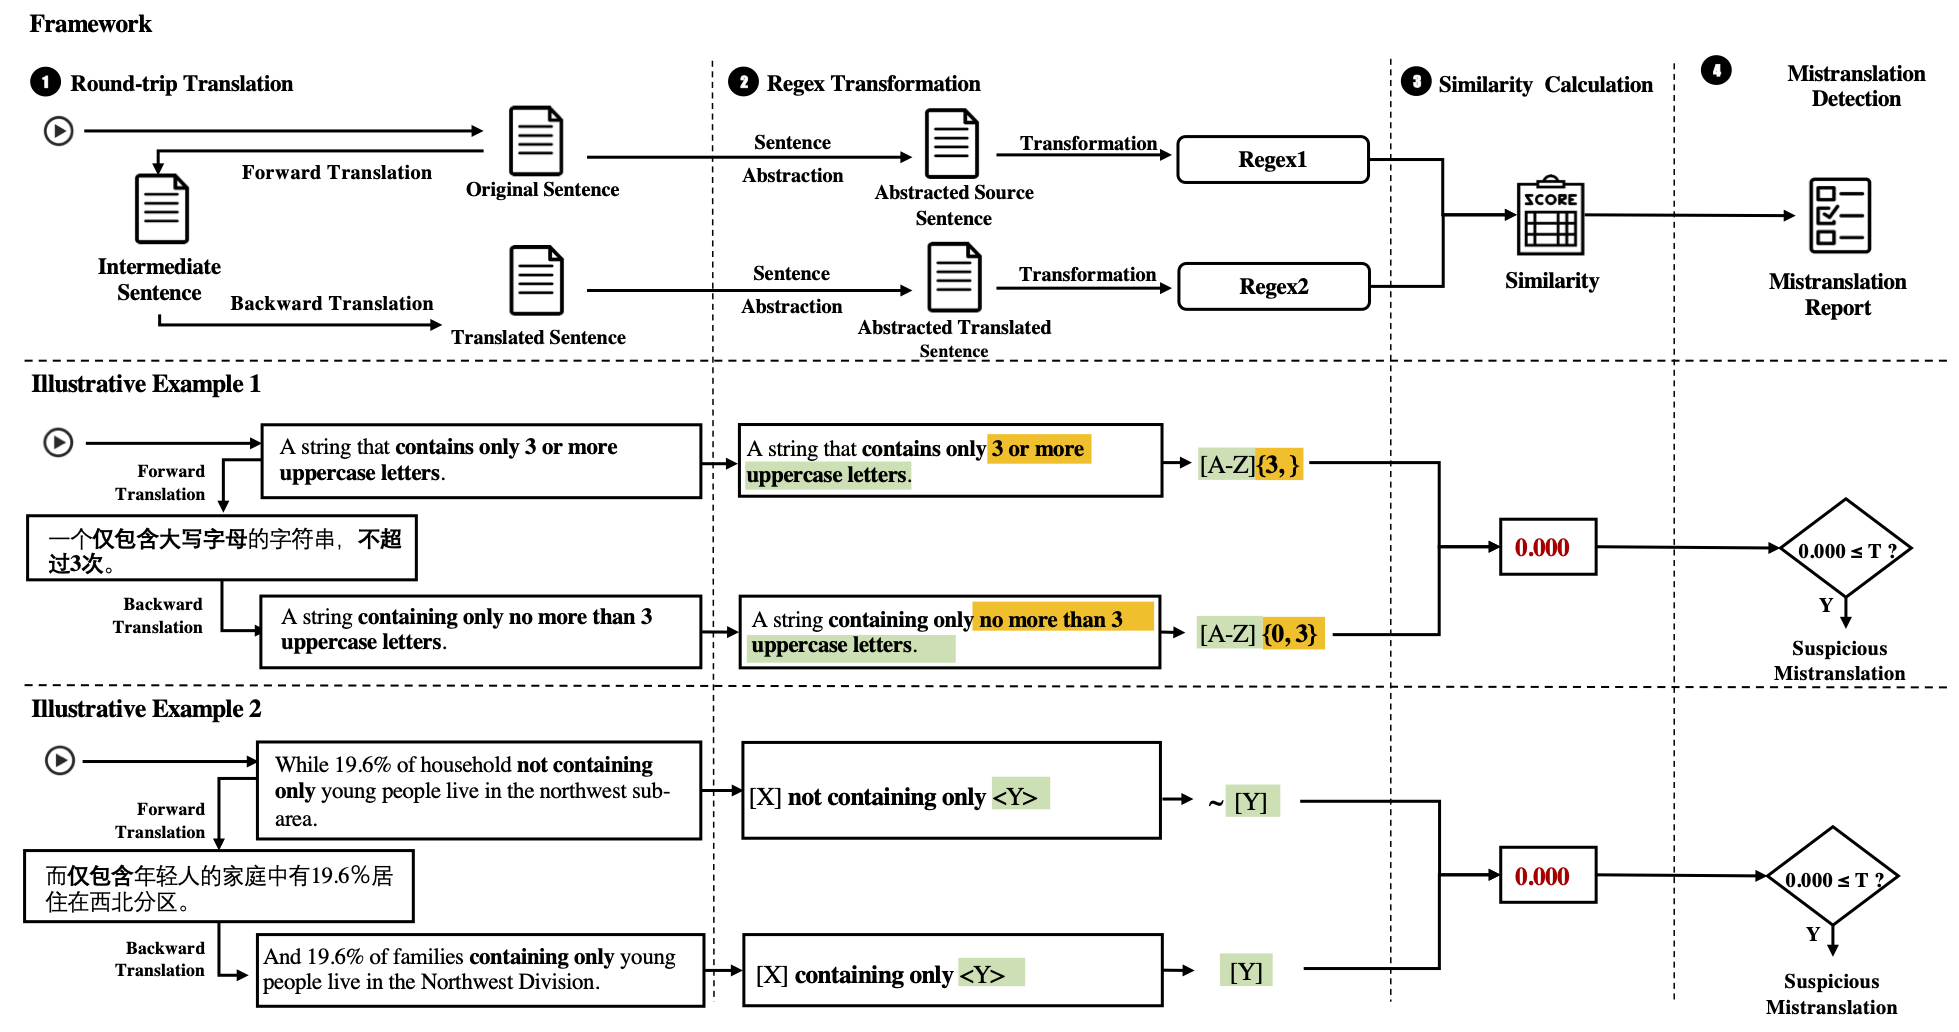 Framework
1 Round-trip Translation
2 Regex Transformation
3 Similarity Calculation
4 Mistranslation
Detection
Forward Translation
Original Sentence
Intermediate
Sentence
Backward Translation
Translated Sentence
Sentence
Abstraction
Abstracted Source
Sentence
Transformation
Regex1
Sentence
Abstraction
Abstracted Translated
Sentence
Transformation
Regex2
SCORE
Similarity
Mistranslation
Report
Illustrative Example 1
Forward
Translation
A string that contains only 3 or more
uppercase letters.
一个仅包含大写字母的字符串，不超
过3次。
Backward
Translation
A string containing only no more than 3
uppercase letters.
A string that contains only 3 or more
uppercase letters.
[A-Z]{3, }
A string containing only no more than 3
uppercase letters.
[A-Z] {0, 3}
0.000
0.000 ≤ T ?
Y
Suspicious
Mistranslation
Illustrative Example 2
Forward
Translation
While 19.6% of household not containing
only young people live in the northwest sub-
area.
而仅包含年轻人的家庭中有19.6%居
住在西北分区。
Backward
Translation
And 19.6% of families containing only young
people live in the Northwest Division.
[X] not containing only <Y>
~ [Y]
[X] containing only <Y>
[Y]
0.000
0.000 ≤ T ?
Y
Suspicious
Mistranslation